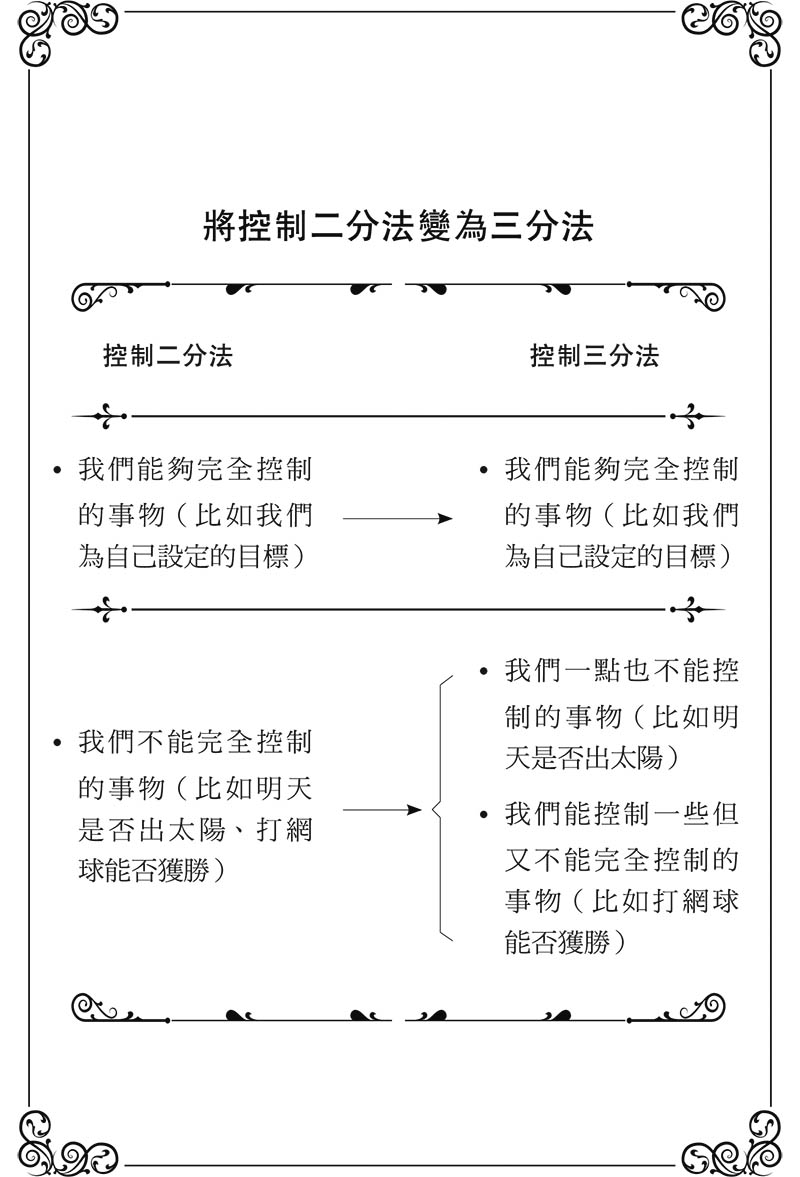 將控制二分法變為三分法
控制二分法
控制三分法
• 我們能夠完全控制
的事物（比如我們
為自己設定的目標）
• 我們能夠完全控制
的事物（比如我們
為自己設定的目標）
• 我們不能完全控制
的事物（比如明天
是否出太陽、打網
球能否獲勝）
• 我們一點也不能控
制的事物（比如明
天是否出太陽）
• 我們能控制一些但
又不能完全控制的
事物（比如打網球
能否獲勝）